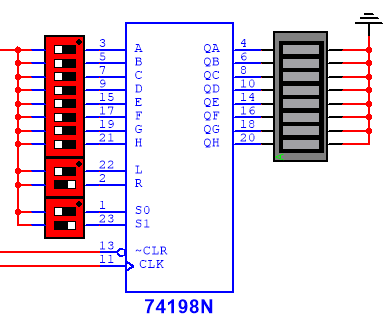 3 A QA 4
5 B QB 6
7 C QC 8
9 D QD 10
15 E QE 14
17 F QF 16
19 G QG 18
21 H QH 20
22 L
2 R
1 S0
23 S1
13 ~CLR
11 CLK
74198N